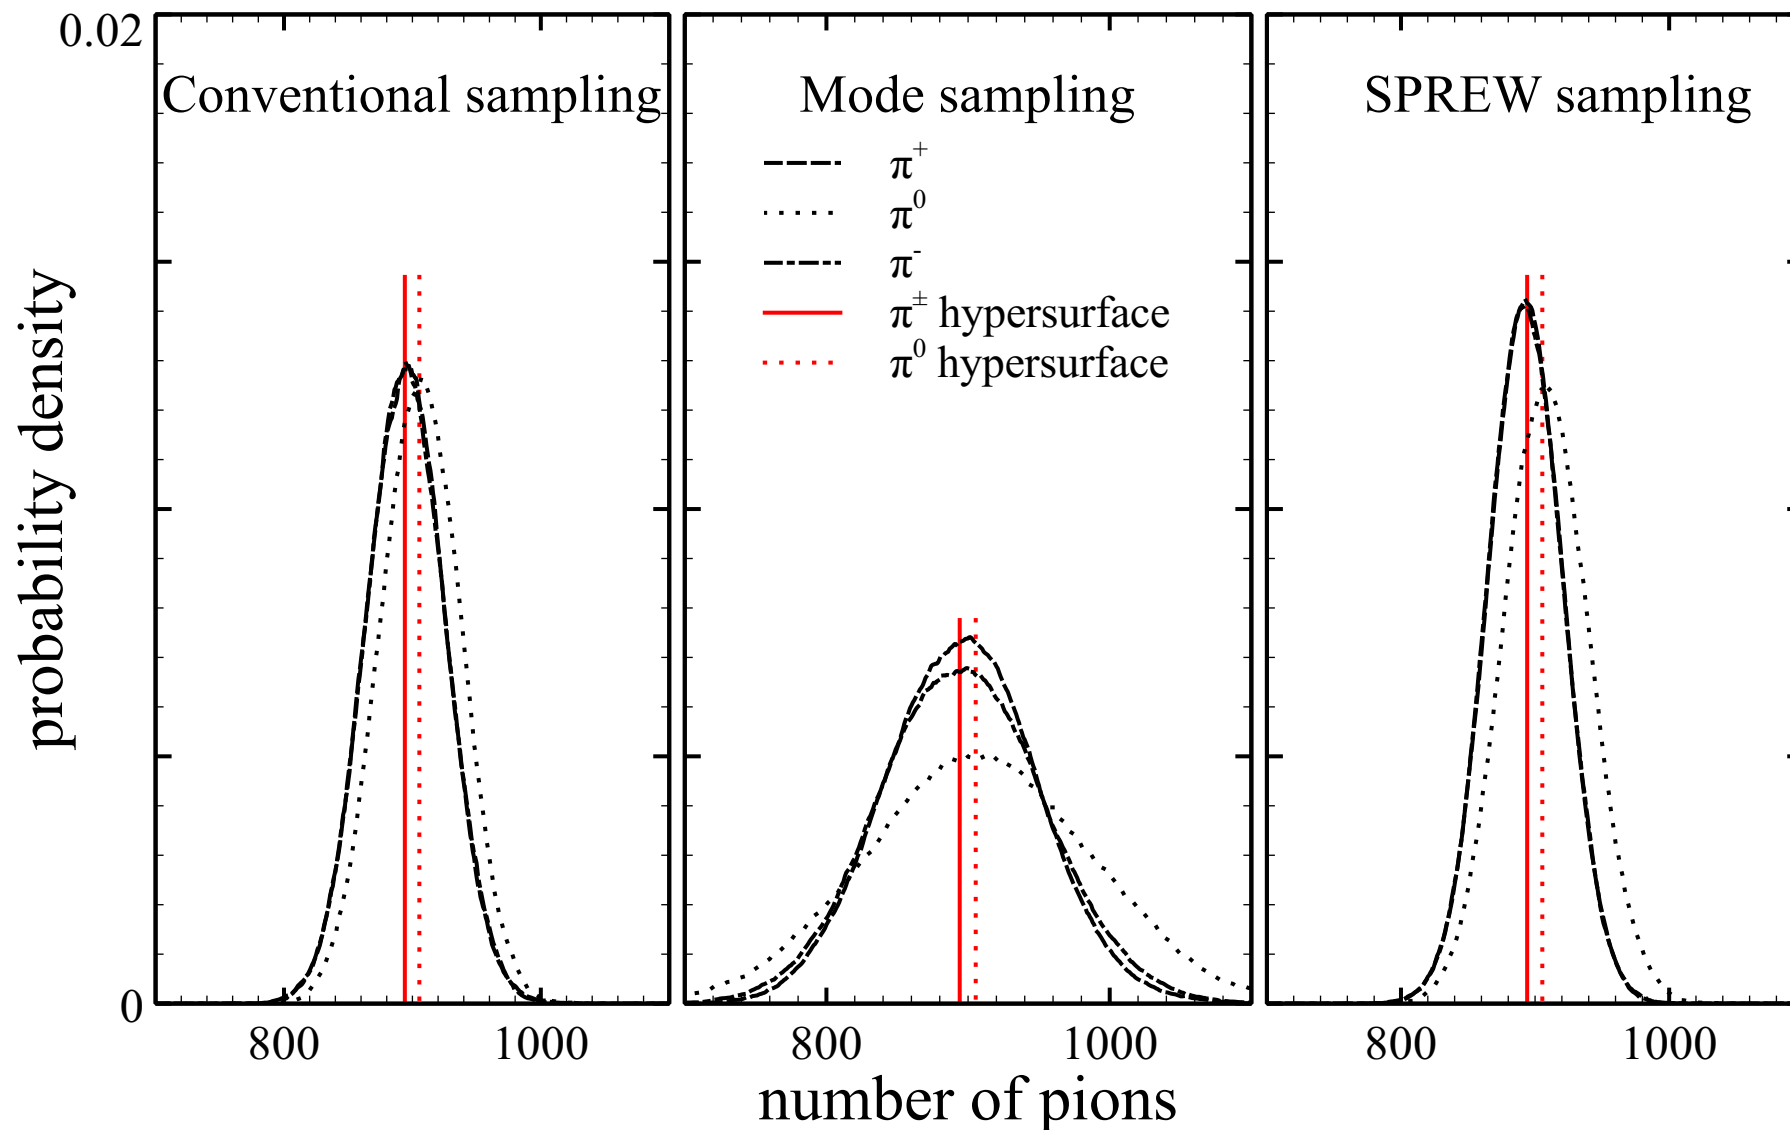 0.02
Conventional sampling
Mode sampling
SPREW sampling
π⁺
π⁰
π⁻
π± hypersurface
π⁰ hypersurface
probability density
0
800 1000
800 1000
800 1000
number of pions